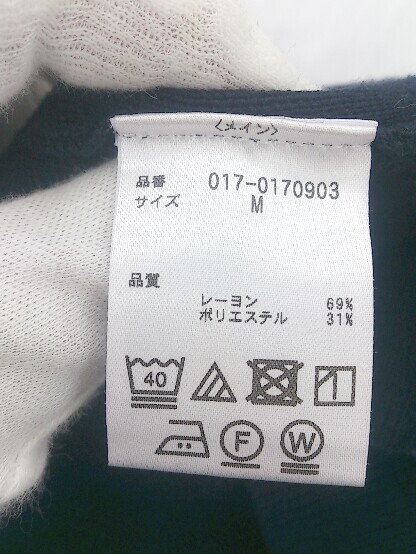 〈メイン〉
品番 017-0170903
サイズ M
品質
レーヨン 69%
ポリエステル 31%
40
F W